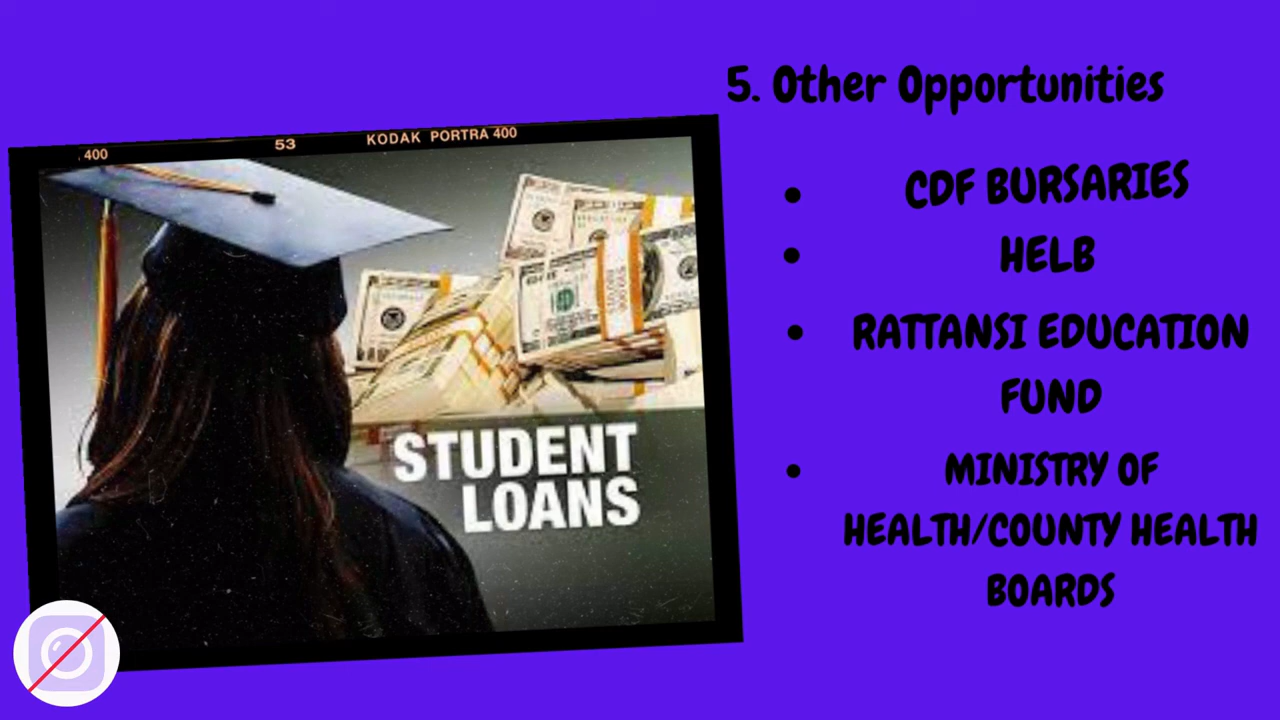 5. Other Opportunities
400
53
KODAK PORTRA 400
STUDENT
LOANS
• CDF BURSARIES
• HELB
• RATTANSI EDUCATION
FUND
• MINISTRY OF
HEALTH/COUNTY HEALTH
BOARDS